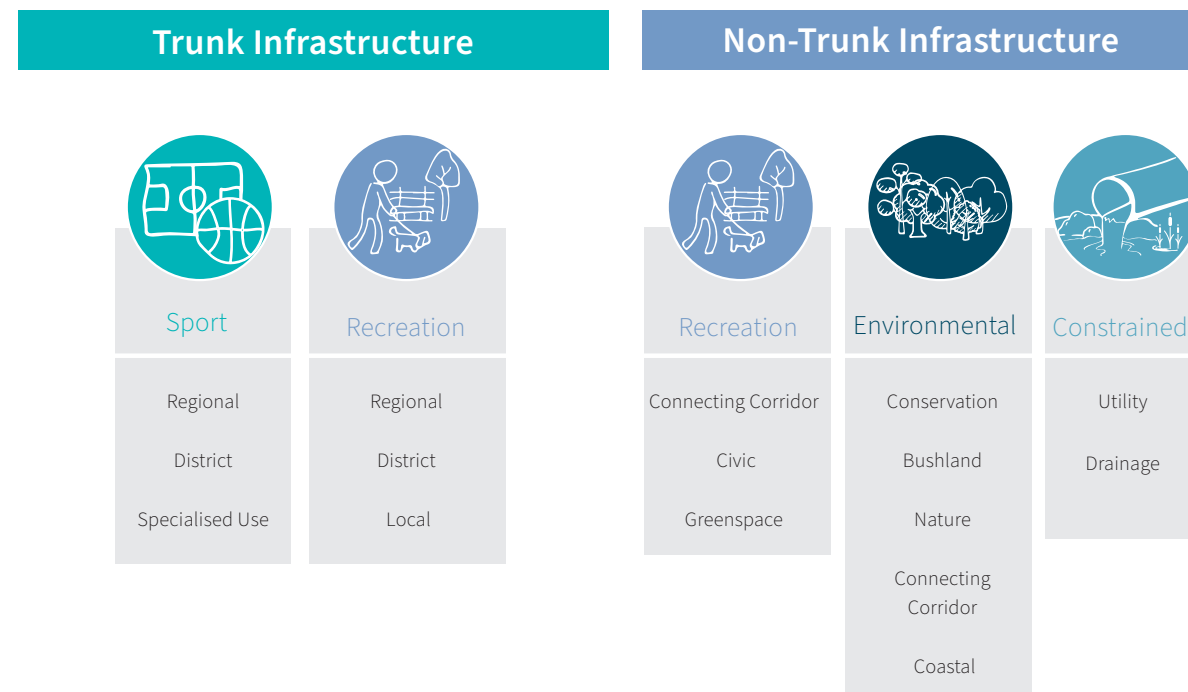 Trunk Infrastructure
Sport
Regional
District
Specialised Use
Recreation
Regional
District
Local
Non-Trunk Infrastructure
Recreation
Connecting Corridor
Civic
Greenspace
Environmental
Conservation
Bushland
Nature
Connecting
Corridor
Coastal
Constrained
Utility
Drainage